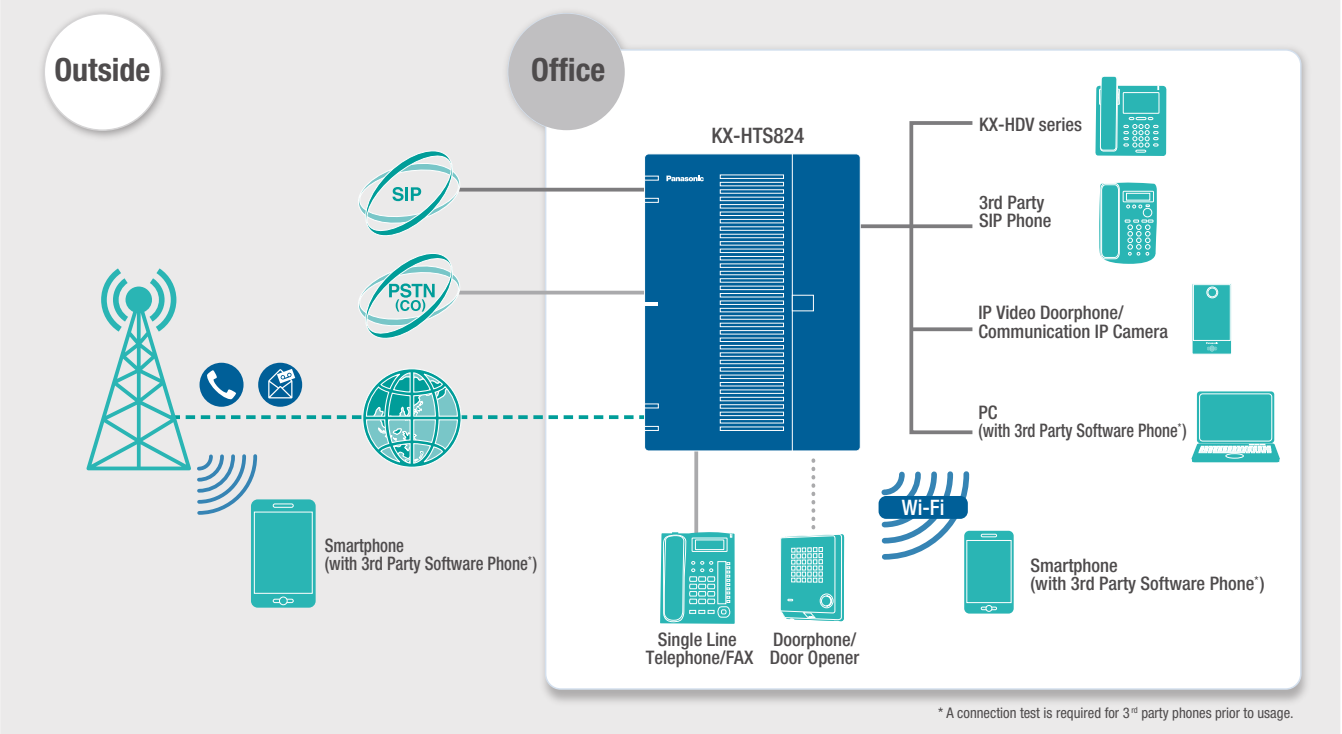 Outside
Office
KX-HTS824
Panasonic
SIP
PSTN
(CO)
KX-HDV series
3rd Party
SIP Phone
IP Video Doorphone/
Communication IP Camera
PC
(with 3rd Party Software Phone*)
Wi-Fi
Smartphone
(with 3rd Party Software Phone*)
Smartphone
(with 3rd Party Software Phone*)
Single Line
Telephone/FAX
Doorphone/
Door Opener
* A connection test is required for 3rd party phones prior to usage.